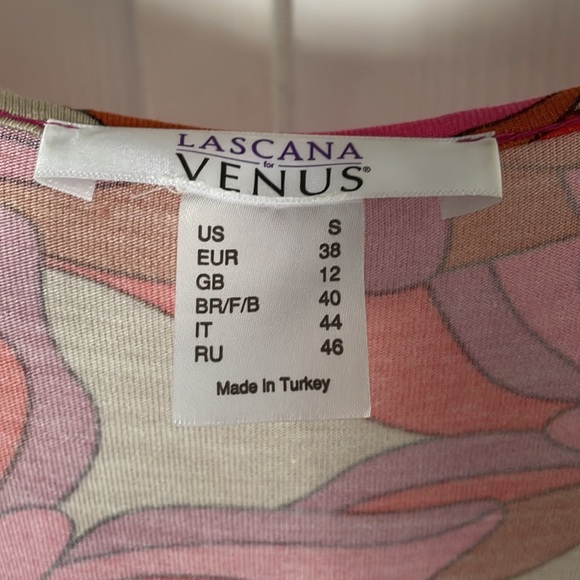 LASCANA
for
VENUS®
US S
EUR 38
GB 12
BR/F/B 40
IT 44
RU 46
Made in Turkey